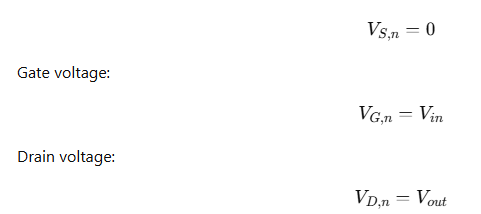 V_{S,n} = 0
Gate voltage:
V_{G,n} = V_{in}
Drain voltage:
V_{D,n} = V_{out}